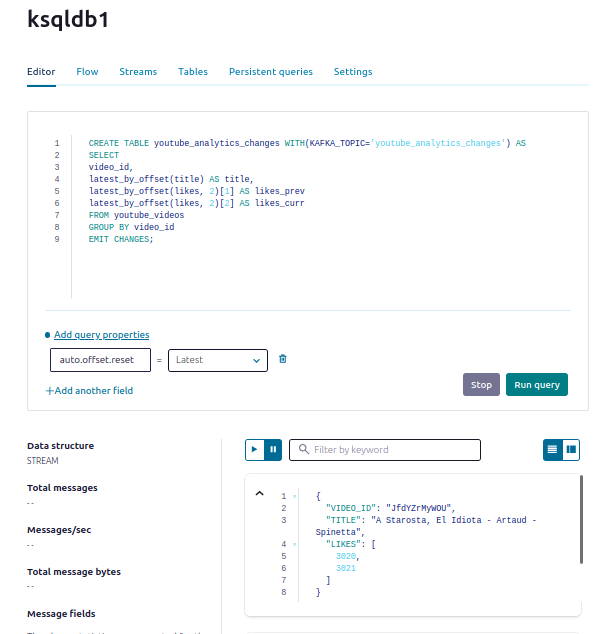 ksqldb1
Editor Flow Streams Tables Persistent queries Settings
1 CREATE TABLE youtube_analytics_changes WITH(KAFKA_TOPIC='youtube_analytics_changes') AS
2 SELECT
3 video_id,
4 latest_by_offset(title) AS title,
5 latest_by_offset(likes, 2)[1] AS likes_prev
6 latest_by_offset(likes, 2)[2] AS likes_curr
7 FROM youtube_videos
8 GROUP BY video_id
9 EMIT CHANGES;
Add query properties
auto.offset.reset = Latest
+Add another field
Stop Run query
Data structure
STREAM
Total messages
--
Messages/sec
--
Total message bytes
--
Message fields
Filter by keyword
1 {
2 "VIDEO_ID": "JfdYZrMyWOU",
3 "TITLE": "A Starosta, El Idiota - Artaud -
Spinetta",
4 "LIKES": [
5 3020,
6 3021
7 ]
8 }